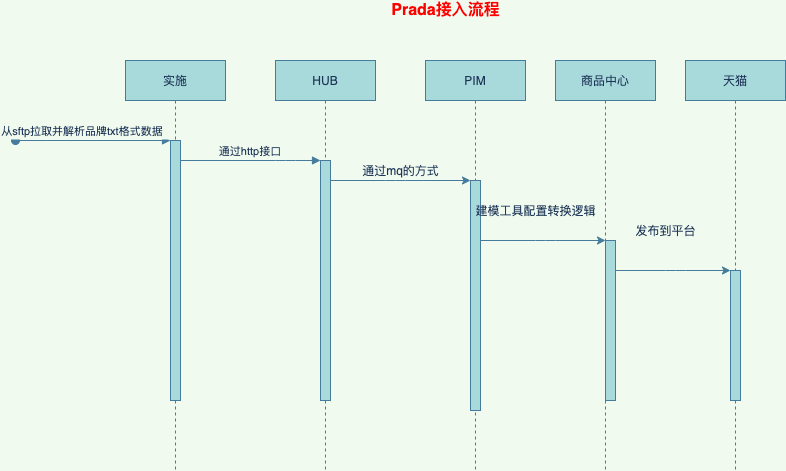 Prada接入流程
实施
HUB
PIM
商品中心
天猫
从sftp拉取并解析品牌txt格式数据
通过http接口
通过mq的方式
建模工具配置转换逻辑
发布到平台